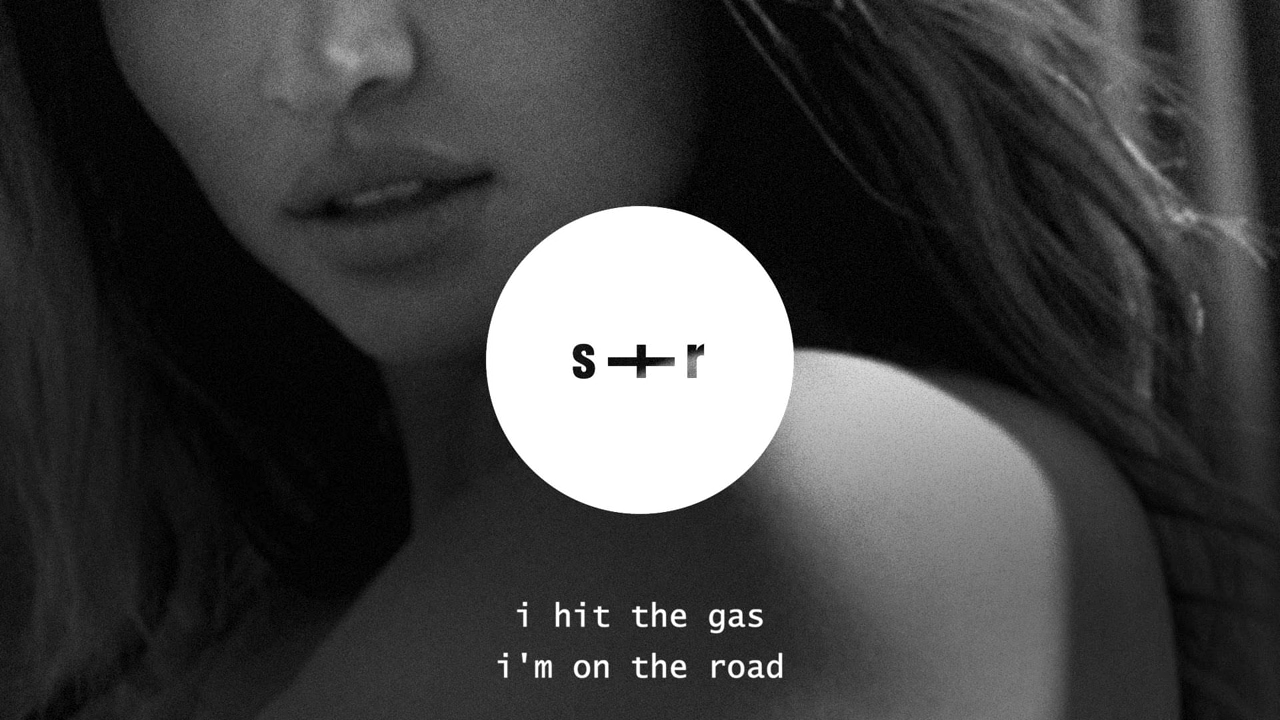 s+r
i hit the gas
i'm on the road